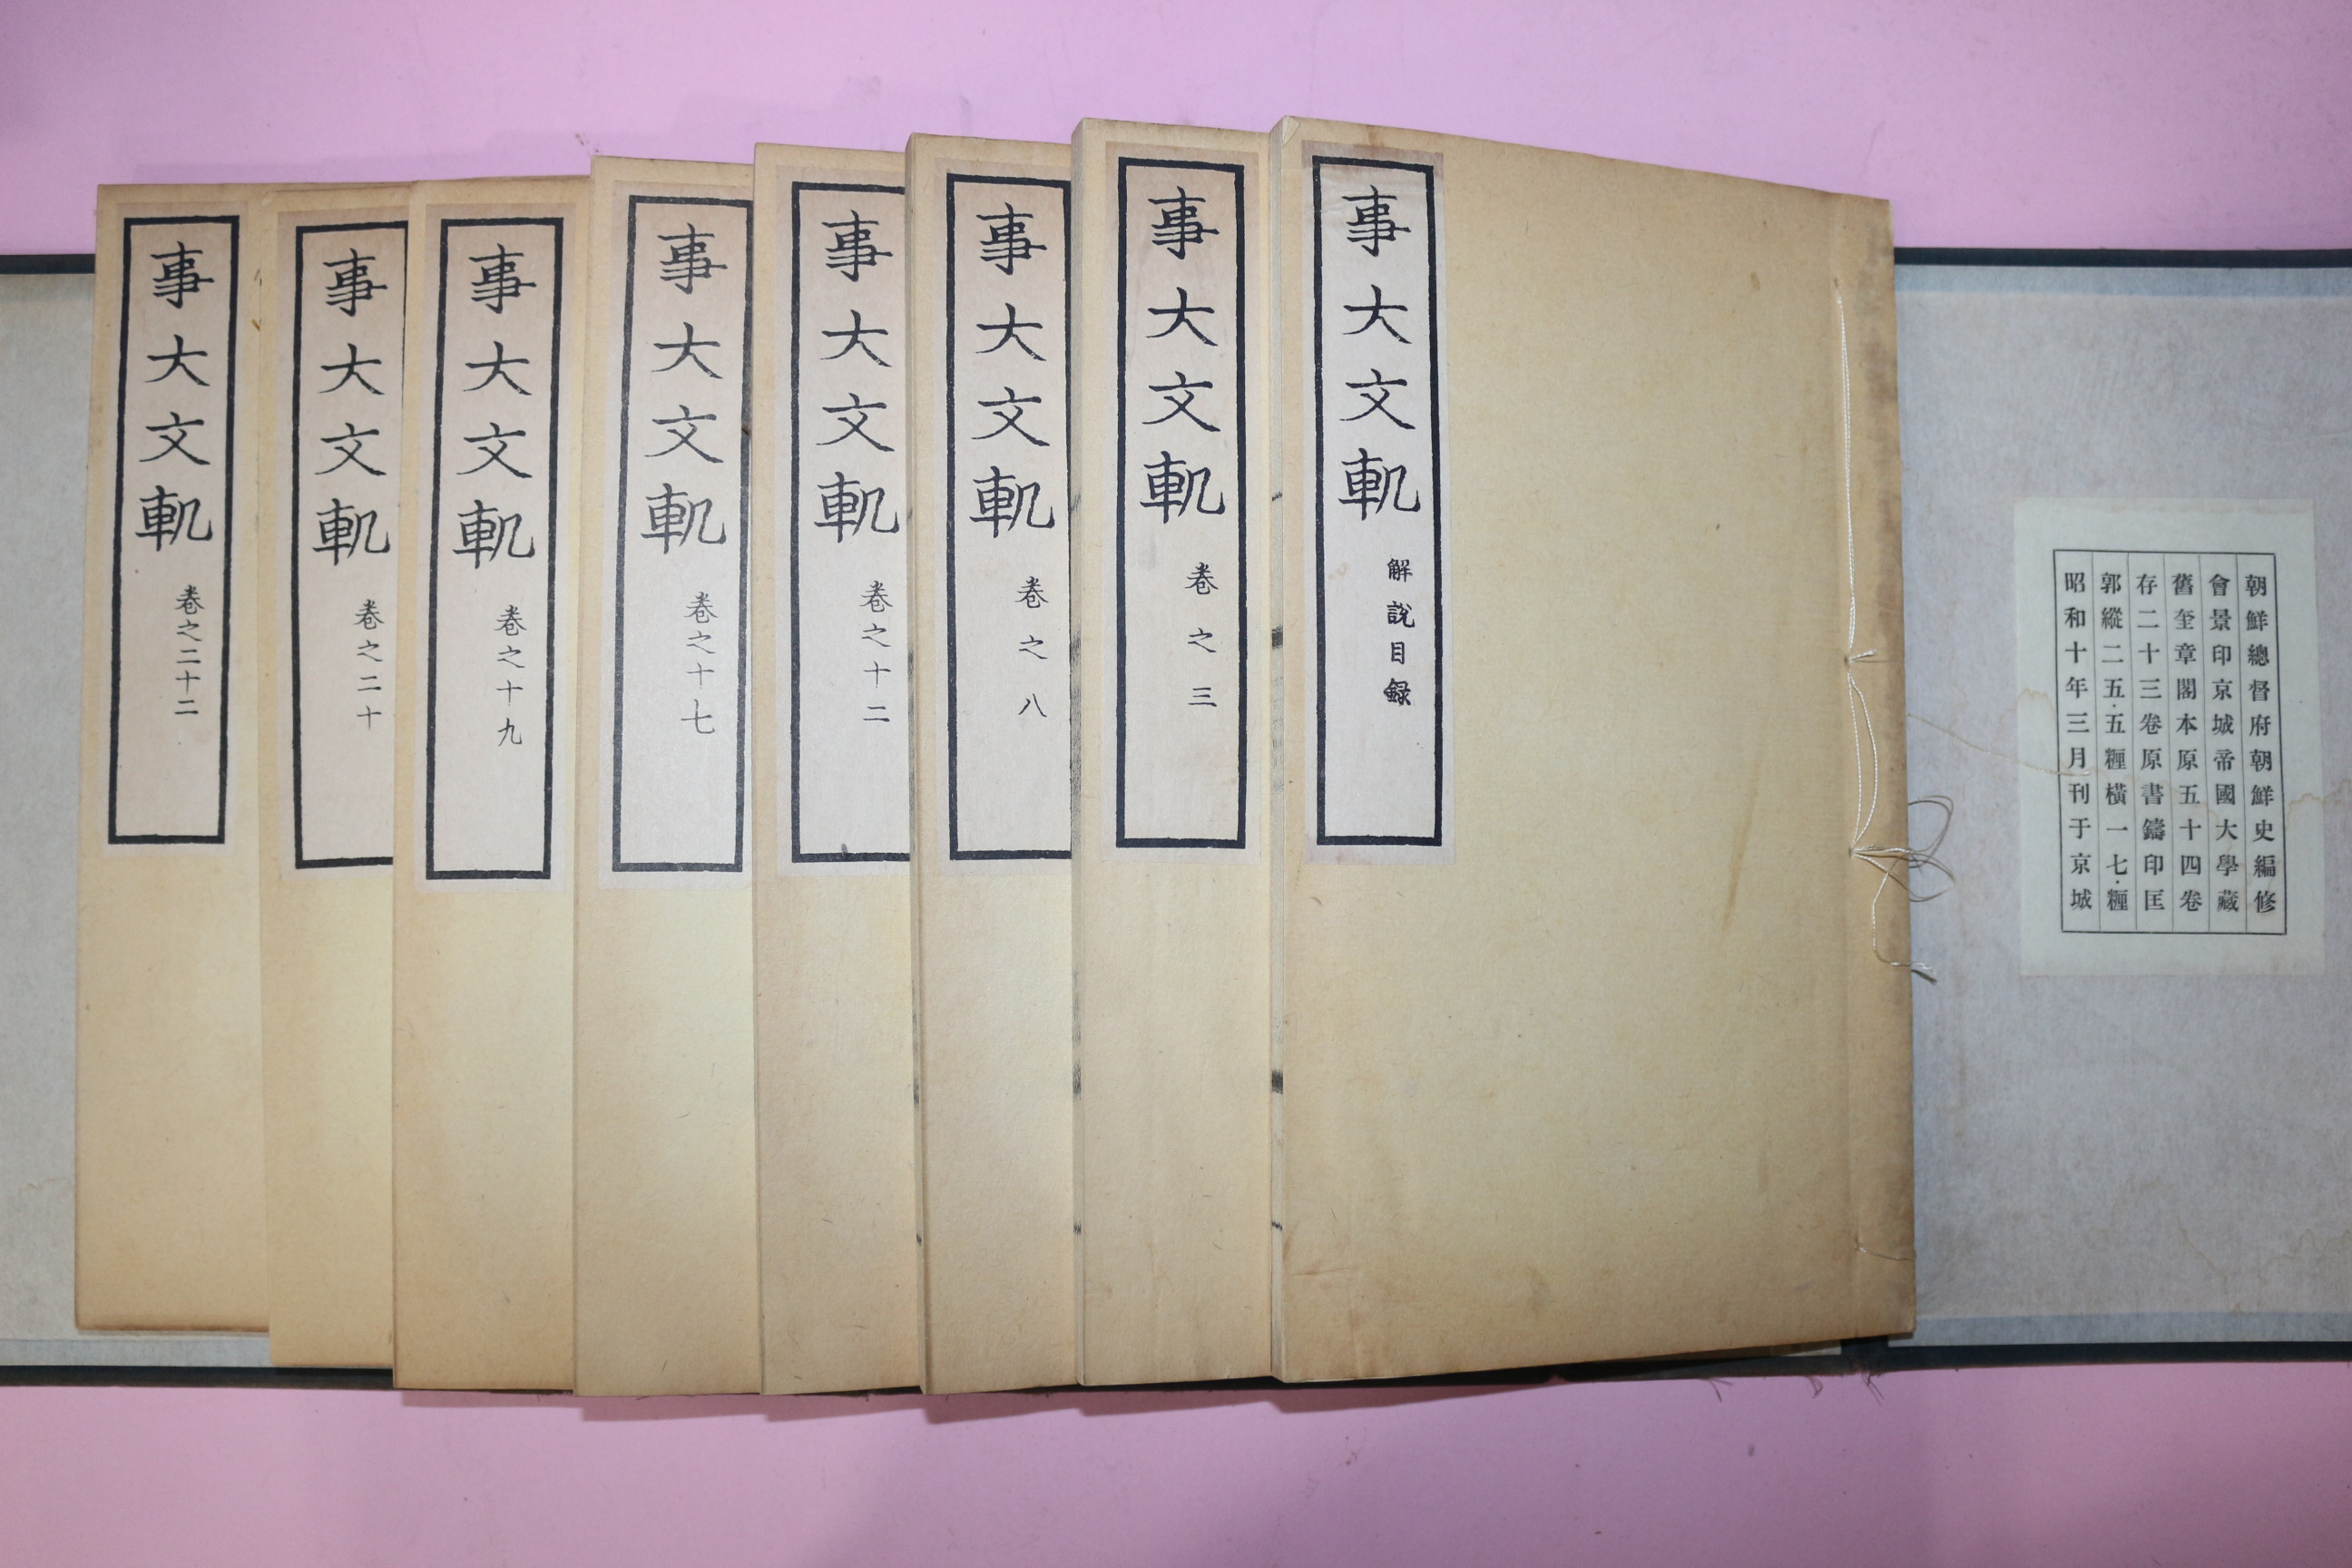 朝鮮總督府朝鮮史編修
會景印京城帝國大學藏
舊奎章閣本原五十四卷
存二十三卷原書鑄印匡
郭縱二五·五糎橫一七·糎
昭和十年三月刊于京城
事大文軌 解說目録
事大文軌 卷之三
事大文軌 卷之八
事大文軌 卷之十二
事大文軌 卷之十七
事大文軌 卷之十九
事大文軌 卷之二十
事大文軌 卷之二十二